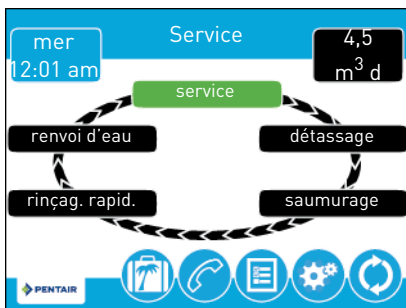 mer
12:01 am
Service
4,5
m³ d
service
renvoi d'eau
détassage
rinçag. rapid.
saumurage
PENTAIR